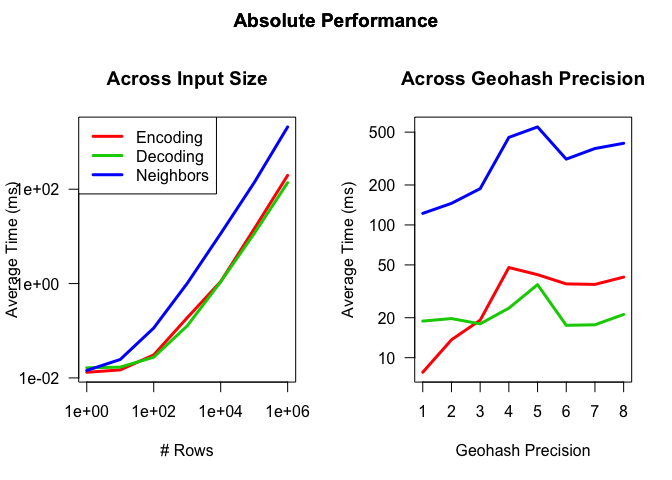 Absolute Performance
Across Input Size
Encoding
Decoding
Neighbors
Average Time (ms)
1e+02
1e+00
1e-02
1e+00 1e+02 1e+04 1e+06
# Rows
Across Geohash Precision
Average Time (ms)
500
200
100
50
20
10
1 2 3 4 5 6 7 8
Geohash Precision